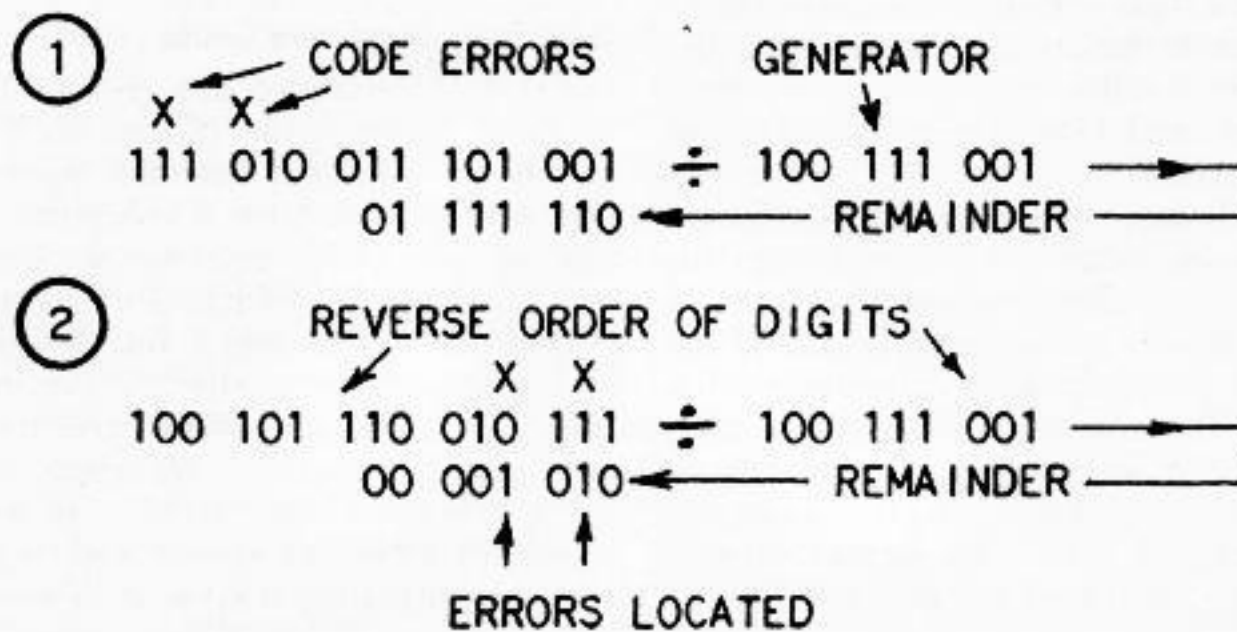 1
CODE ERRORS GENERATOR
X X
111 010 011 101 001 ÷ 100 111 001
01 111 110 REMAINDER
2
REVERSE ORDER OF DIGITS
X X
100 101 110 010 111 ÷ 100 111 001
00 001 010 REMAINDER
ERRORS LOCATED